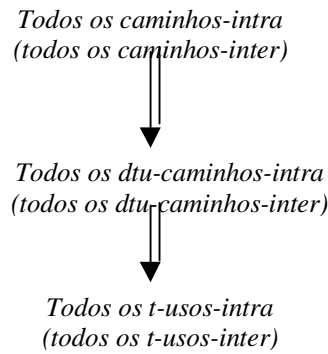 Todos os caminhos-intra
(todos os caminhos-inter)
Todos os dtu-caminhos-intra
(todos os dtu-caminhos-inter)
Todos os t-usos-intra
(todos os t-usos-inter)